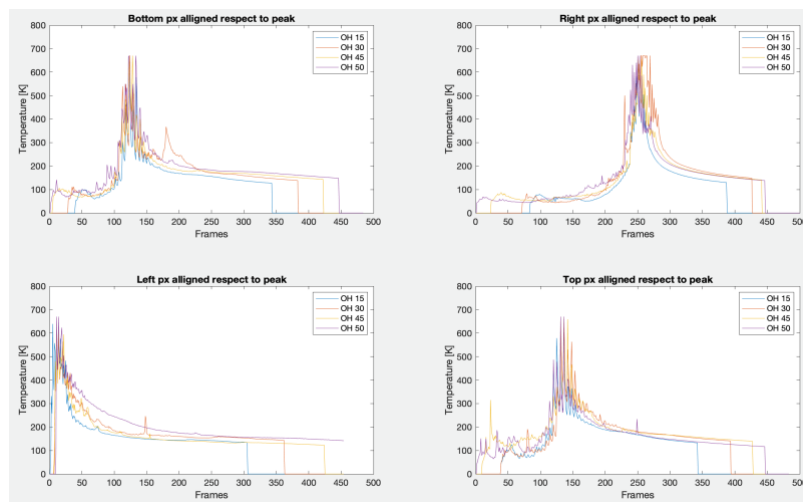 Bottom px alligned respect to peak
Temperature [K]
800
700
600
500
400
300
200
100
0
0 50 100 150 200 250 300 350 400 450 500
Frames
OH 15
OH 30
OH 45
OH 50
Right px alligned respect to peak
Temperature [K]
800
700
600
500
400
300
200
100
0
0 50 100 150 200 250 300 350 400 450 500
Frames
OH 15
OH 30
OH 45
OH 50
Left px alligned respect to peak
Temperature [K]
800
700
600
500
400
300
200
100
0
0 50 100 150 200 250 300 350 400 450 500
Frames
OH 15
OH 30
OH 45
OH 50
Top px alligned respect to peak
Temperature [K]
800
700
600
500
400
300
200
100
0
0 50 100 150 200 250 300 350 400 450 500
Frames
OH 15
OH 30
OH 45
OH 50